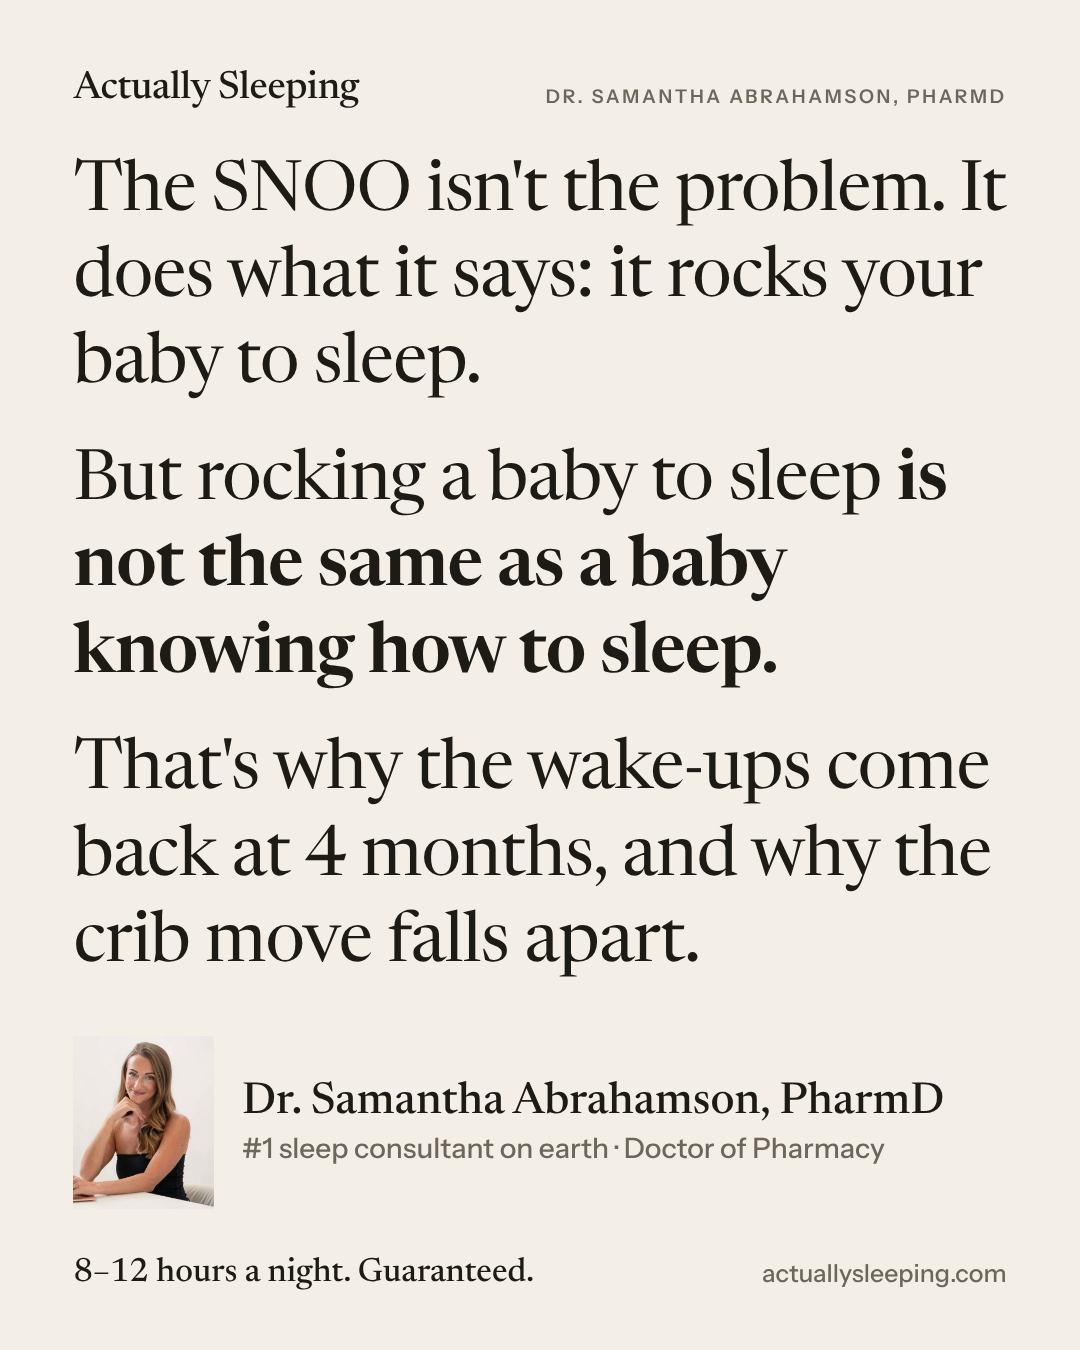 Actually Sleeping
DR. SAMANTHA ABRAHAMSON, PHARMD
The SNOO isn't the problem. It
does what it says: it rocks your
baby to sleep.
But rocking a baby to sleep is
not the same as a baby
knowing how to sleep.
That's why the wake-ups come
back at 4 months, and why the
crib move falls apart.
Dr. Samantha Abrahamson, PharmD
#1 sleep consultant on earth · Doctor of Pharmacy
8–12 hours a night. Guaranteed.
actuallysleeping.com